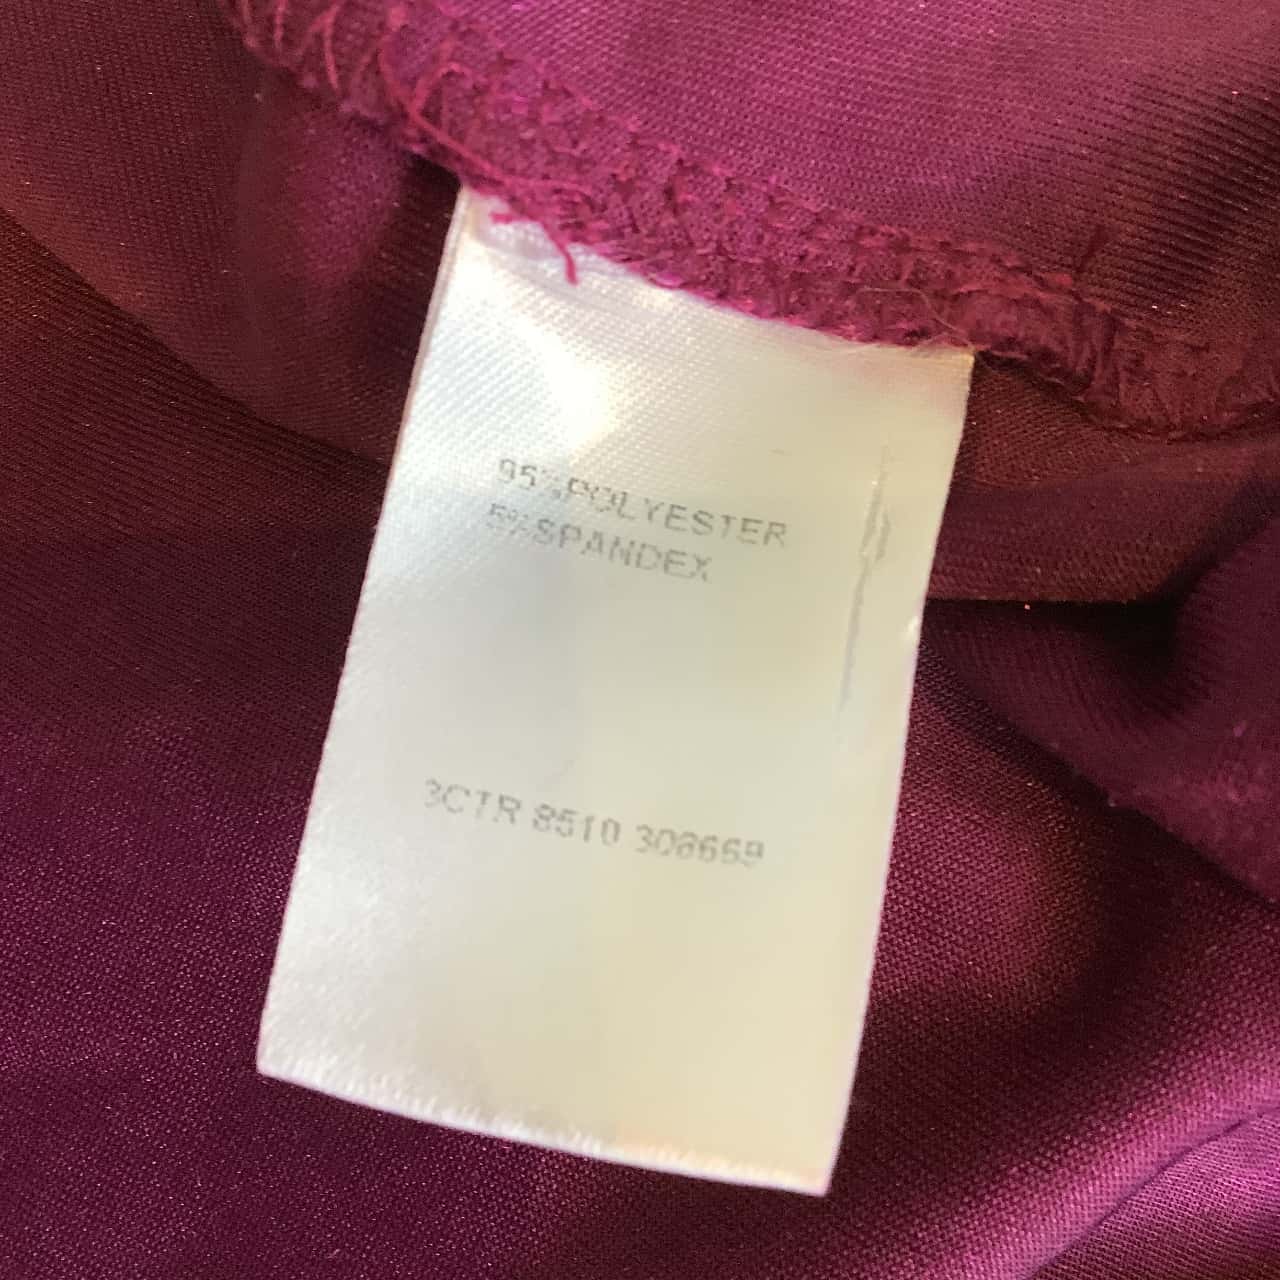 95%POLYESTER
5%SPANDEX
3CTR 8510 308669